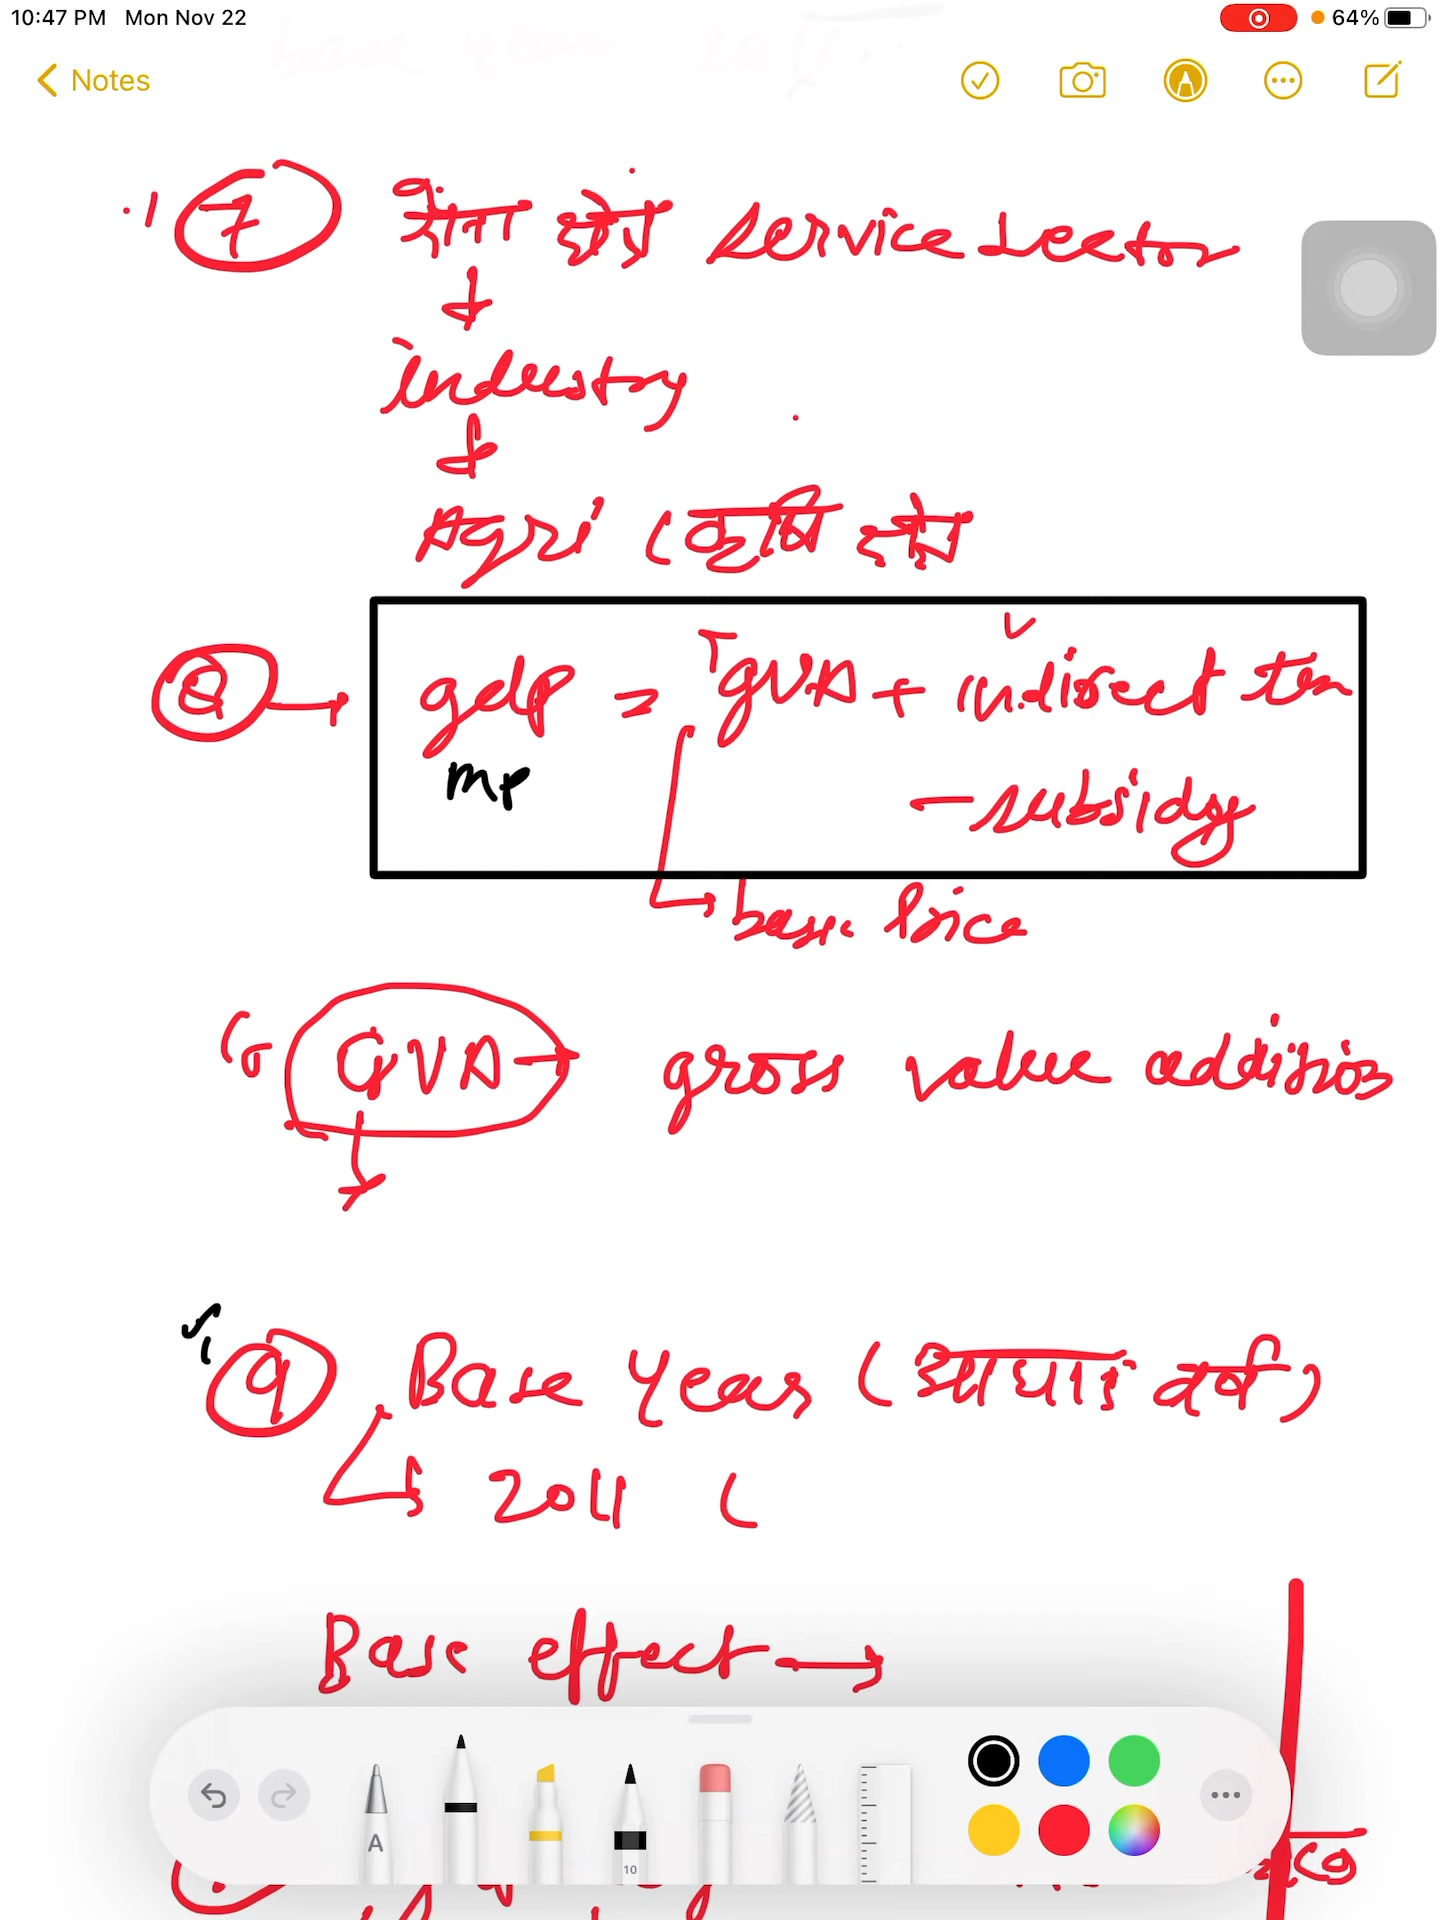 10:47 PM Mon Nov 22
64%
Notes
7 सेवा क्षेत्र service sector
industry
Agri (कृषि क्षेत्र
Q → gdp = gVA + indirect tax
mp
- subsidy
→ basic Price
GVA → gross value addition
9 Base year (आधार वर्ष)
2011 (
Base effect →
A
10